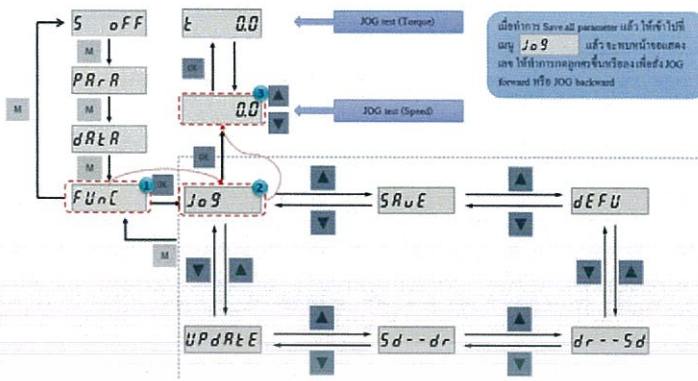 S oFF
t 0.0
JOG test (Torque)
เมื่อทำการ Save all parameter แล้ว ให้เข้าไปที่
เมนู Jog แล้ว จะพบหน้าจอแสดง
เลข ให้ทำการกดลูกศรขึ้นหรือลง เพื่อสั่ง JOG
forward หรือ JOG backward
M
OK
PArA
M
3
0.0
JOG test (Speed)
M
dAtA
M
OK
1
OK
2
FUnC
Jog
SAvE
dEFU
M
UPdAtE
Sd--dr
dr--Sd